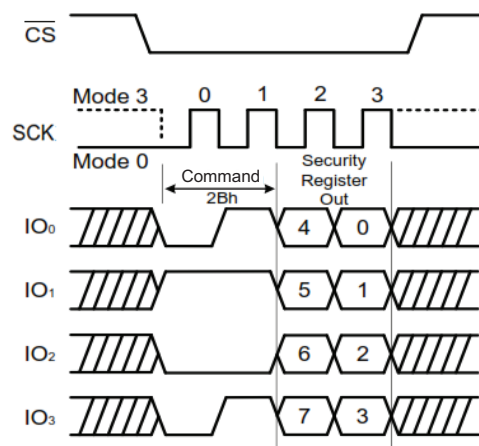 C̅S̅
Mode 3 0 1 2 3
SCK
Mode 0
Command
2Bh
Security
Register
Out
IO₀ 4 0
IO₁ 5 1
IO₂ 6 2
IO₃ 7 3